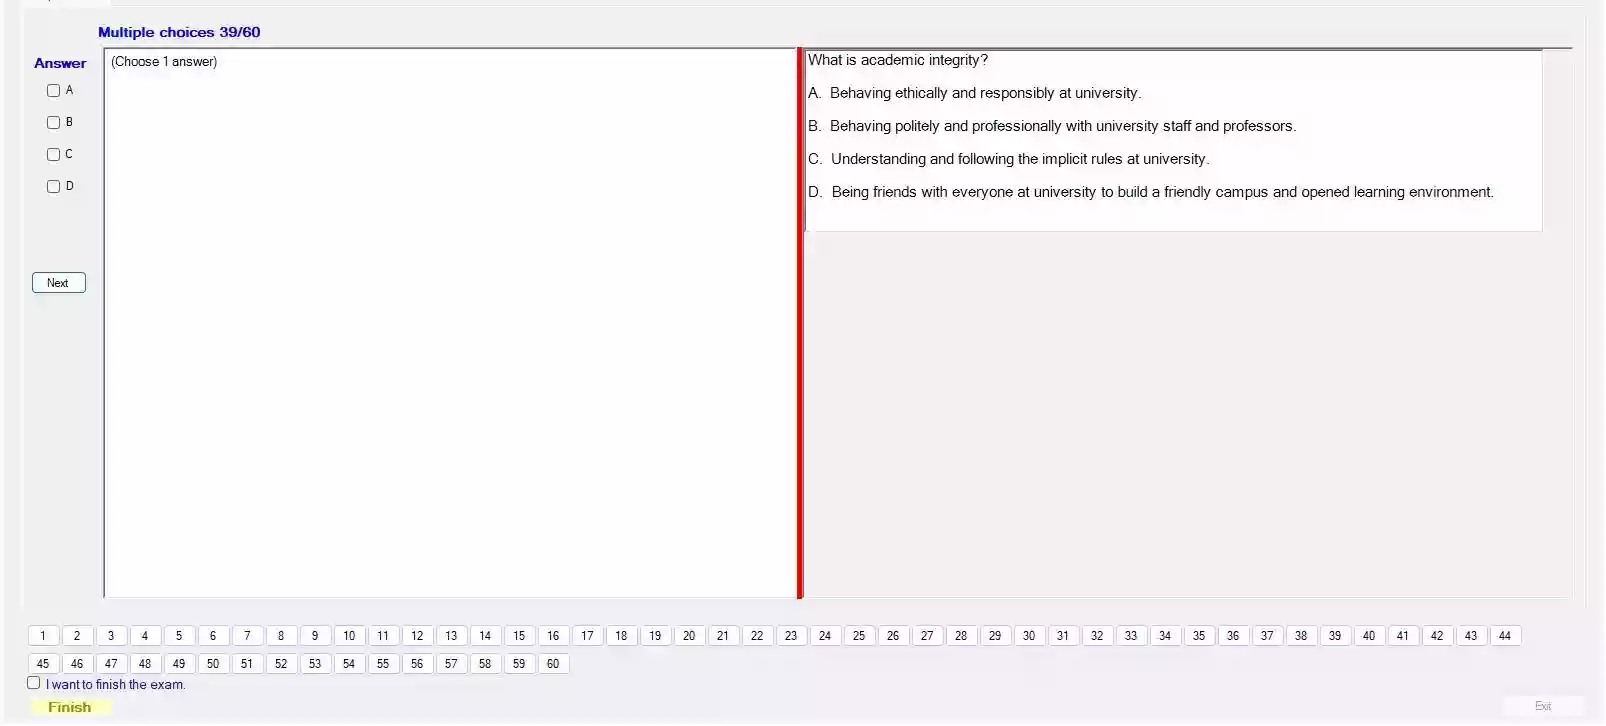 Multiple choices 39/60
Answer
(Choose 1 answer)
A
B
C
D
Next
What is academic integrity?
A. Behaving ethically and responsibly at university.
B. Behaving politely and professionally with university staff and professors.
C. Understanding and following the implicit rules at university.
D. Being friends with everyone at university to build a friendly campus and opened learning environment.
1 2 3 4 5 6 7 8 9 10 11 12 13 14 15 16 17 18 19 20 21 22 23 24 25 26 27 28 29 30 31 32 33 34 35 36 37 38 39 40 41 42 43 44
45 46 47 48 49 50 51 52 53 54 55 56 57 58 59 60
I want to finish the exam.
Finish
Exit